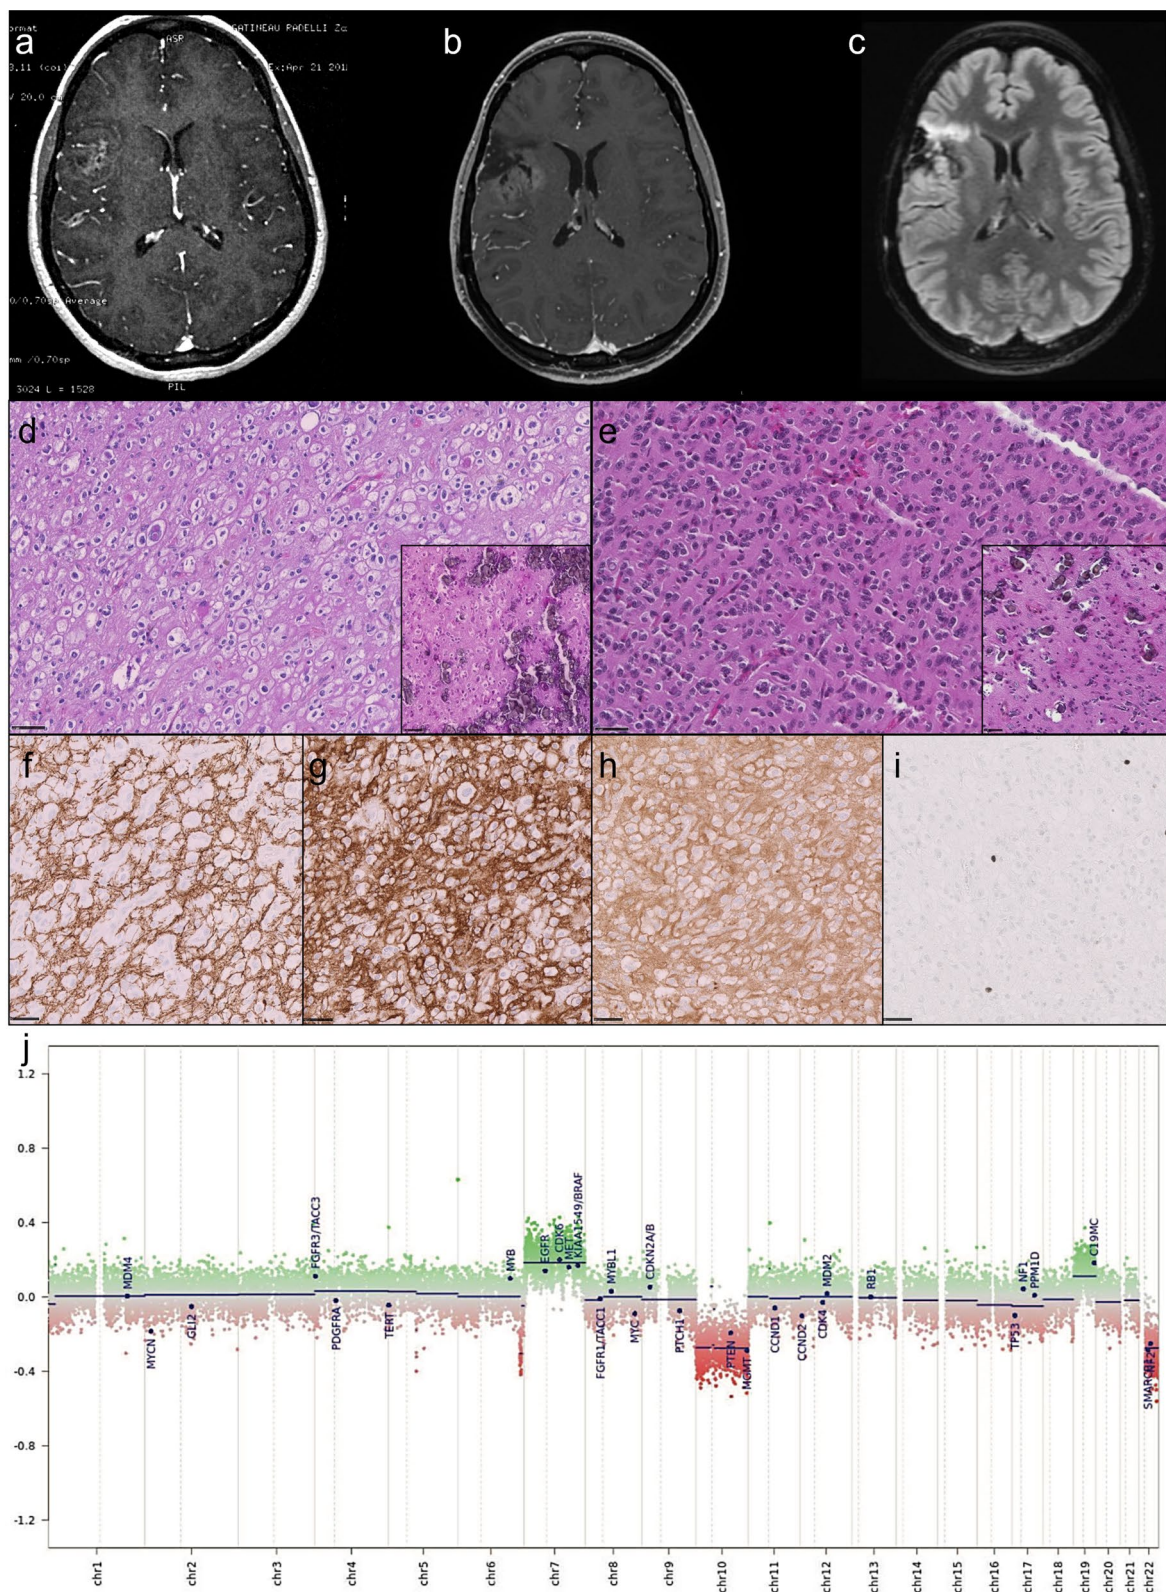 a
b
c
ormat
GATINEAU RADELLI Zo
ASR
3.11 (coi)
Ex:Apr 21 201
V 20.0 c
0/0.70sp Average
mm /0.70sp
3024 L = 1528
PIL
d
e
f
g
h
i
j
1.2
0.8
0.4
0.0
-0.4
-0.8
-1.2
MDM4
MYCN
GLI2
FGFR3/TACC3
PDGFRA
TERT
MYB
EGFR
CDK6
MET
KIAA1549/BRAF
FGFR1/TACC1
MYBL1
MYC
CDKN2A/B
PTCH1
PTEN
MGMT
CCND1
CCND2
CDK4
MDM2
RB1
TP53
NF1
PPM1D
C19MC
NF2
chr1
chr2
chr3
chr4
chr5
chr6
chr7
chr8
chr9
chr10
chr11
chr12
chr13
chr14
chr15
chr16
chr17
chr18
chr19
chr20
chr21
chr22